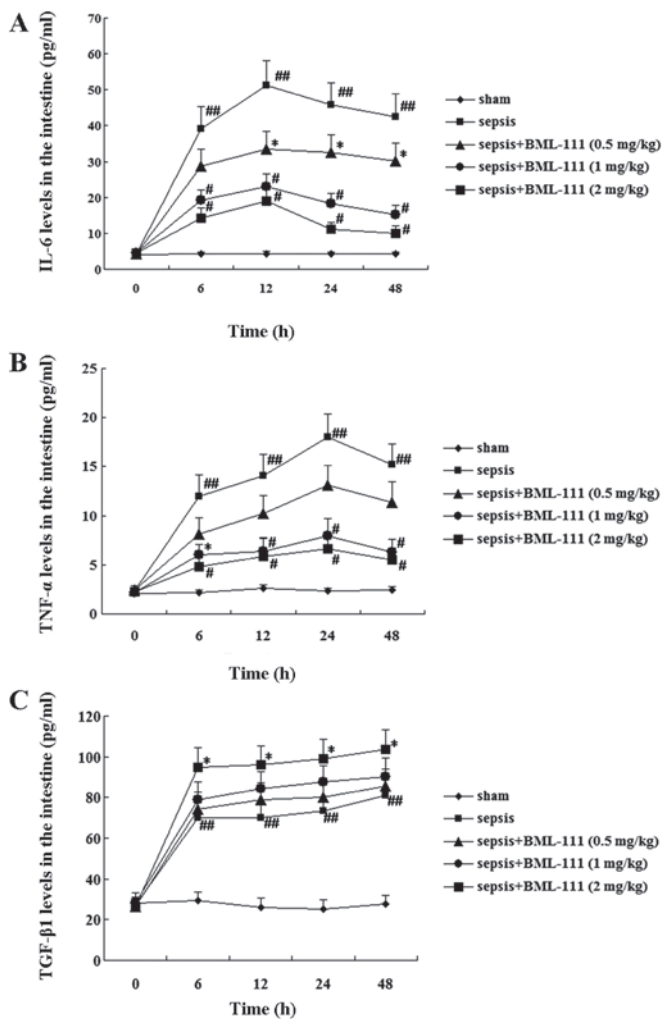 A
IL-6 levels in the intestine (pg/ml)
70
60
50
40
30
20
10
0
##
##
##
##
*
*
*
#
#
#
#
#
#
#
#
0 6 12 24 48
Time (h)
sham
sepsis
sepsis+BML-111 (0.5 mg/kg)
sepsis+BML-111 (1 mg/kg)
sepsis+BML-111 (2 mg/kg)
B
TNF-α levels in the intestine (pg/ml)
25
20
15
10
5
0
##
##
##
##
*
#
#
#
#
#
#
#
0 6 12 24 48
Time (h)
sham
sepsis
sepsis+BML-111 (0.5 mg/kg)
sepsis+BML-111 (1 mg/kg)
sepsis+BML-111 (2 mg/kg)
C
TGF-β1 levels in the intestine (pg/ml)
120
100
80
60
40
20
0
*
*
*
*
##
##
##
##
0 6 12 24 48
Time (h)
sham
sepsis
sepsis+BML-111 (0.5 mg/kg)
sepsis+BML-111 (1 mg/kg)
sepsis+BML-111 (2 mg/kg)